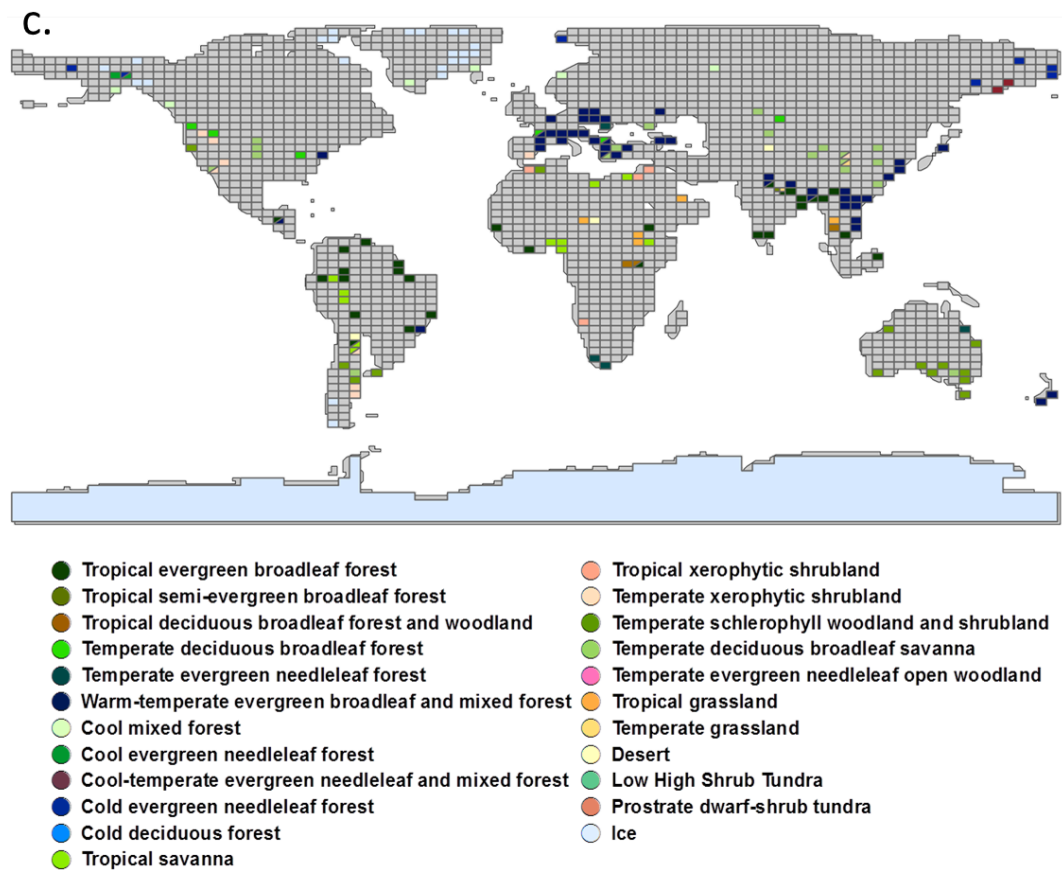 c.
Tropical evergreen broadleaf forest
Tropical semi-evergreen broadleaf forest
Tropical deciduous broadleaf forest and woodland
Temperate deciduous broadleaf forest
Temperate evergreen needleleaf forest
Warm-temperate evergreen broadleaf and mixed forest
Cool mixed forest
Cool evergreen needleleaf forest
Cool-temperate evergreen needleleaf and mixed forest
Cold evergreen needleleaf forest
Cold deciduous forest
Tropical savanna
Tropical xerophytic shrubland
Temperate xerophytic shrubland
Temperate schlerophyll woodland and shrubland
Temperate deciduous broadleaf savanna
Temperate evergreen needleleaf open woodland
Tropical grassland
Temperate grassland
Desert
Low High Shrub Tundra
Prostrate dwarf-shrub tundra
Ice